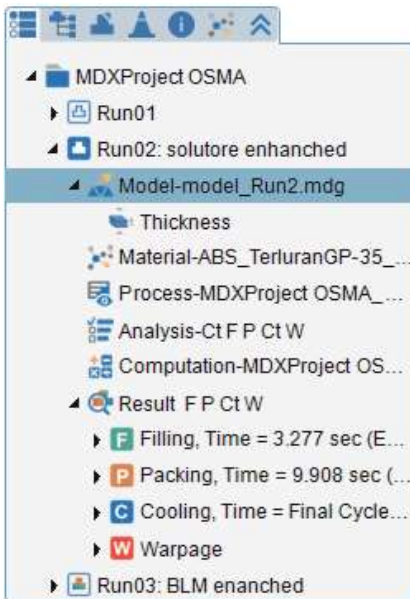 MDXProject OSMA
Run01
Run02: solutore enhanched
Model-model_Run2.mdg
Thickness
Material-ABS_TerluranGP-35_...
Process-MDXProject OSMA_...
Analysis-Ct F P Ct W
Computation-MDXProject OS...
Result F P Ct W
F Filling, Time = 3.277 sec (E...
P Packing, Time = 9.908 sec (...
C Cooling, Time = Final Cycle...
W Warpage
Run03: BLM enanched